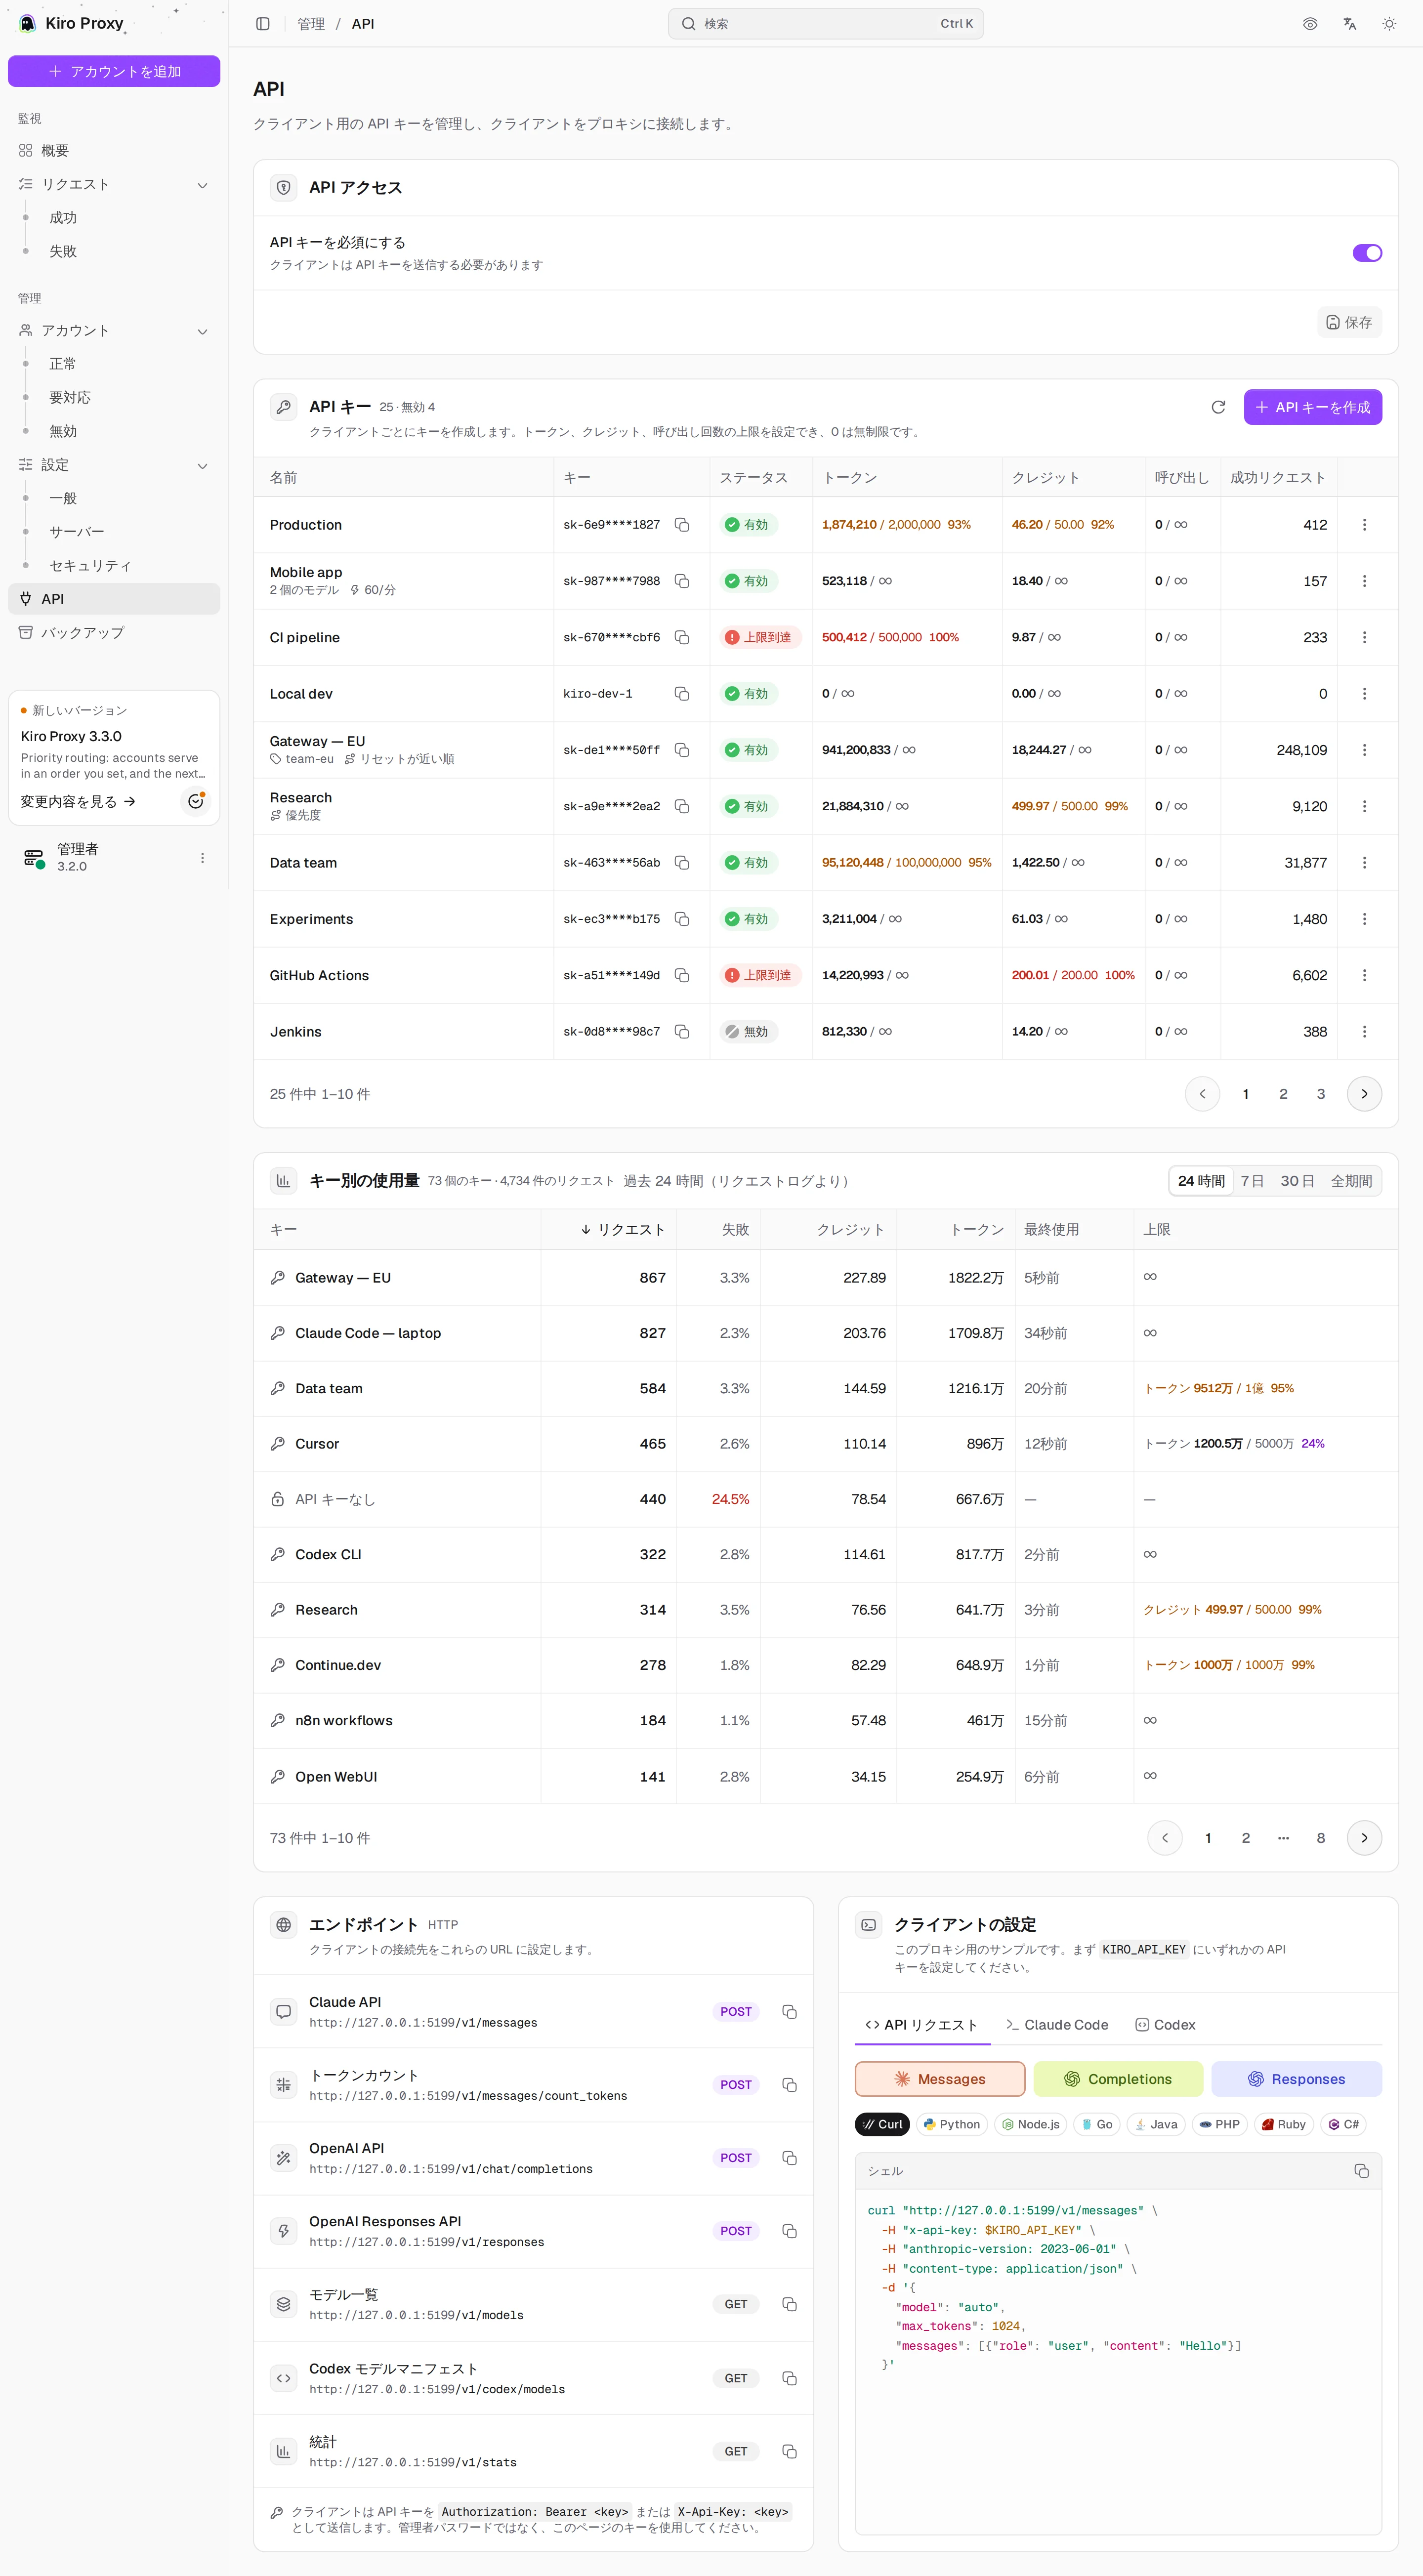 Kiro Proxy
アカウントを追加
監視
概要
リクエスト
成功
失敗
管理
アカウント
正常
要対応
無効
設定
一般
サーバー
セキュリティ
API
バックアップ
新しいバージョン
Kiro Proxy 3.3.0
Priority routing: accounts serve
in an order you set, and the next…
変更内容を見る →
管理者
3.2.0
管理 / API
検索 Ctrl K
API
クライアント用の API キーを管理し、クライアントをプロキシに接続します。
API アクセス
API キーを必須にする
クライアントは API キーを送信する必要があります
保存
API キー 25 · 無効 4
クライアントごとにキーを作成します。トークン、クレジット、呼び出し回数の上限を設定でき、0 は無制限です。
API キーを作成
名前 キー ステータス トークン クレジット 呼び出し 成功リクエスト
Production sk-6e9****1827 有効 1,874,210 / 2,000,000 93% 46.20 / 50.00 92% 0 / ∞ 412
Mobile app sk-987****7988 有効 523,118 / ∞ 18.40 / ∞ 0 / ∞ 157
2 個のモデル 60/分
CI pipeline sk-670****cbf6 上限到達 500,412 / 500,000 100% 9.87 / ∞ 0 / ∞ 233
Local dev kiro-dev-1 有効 0 / ∞ 0.00 / ∞ 0 / ∞ 0
Gateway — EU sk-de1****50ff 有効 941,200,833 / ∞ 18,244.27 / ∞ 0 / ∞ 248,109
team-eu リセットが近い順
Research sk-a9e****2ea2 有効 21,884,310 / ∞ 499.97 / 500.00 99% 0 / ∞ 9,120
優先度
Data team sk-463****56ab 有効 95,120,448 / 100,000,000 95% 1,422.50 / ∞ 0 / ∞ 31,877
Experiments sk-ec3****b175 有効 3,211,004 / ∞ 61.03 / ∞ 0 / ∞ 1,480
GitHub Actions sk-a51****149d 上限到達 14,220,993 / ∞ 200.01 / 200.00 100% 0 / ∞ 6,602
Jenkins sk-0d8****98c7 無効 812,330 / ∞ 14.20 / ∞ 0 / ∞ 388
25 件中 1–10 件 1 2 3
キー別の使用量 73 個のキー · 4,734 件のリクエスト 過去 24 時間（リクエストログより）
24 時間 7 日 30 日 全期間
キー ↓ リクエスト 失敗 クレジット トークン 最終使用 上限
Gateway — EU 867 3.3% 227.89 1822.2万 5秒前 ∞
Claude Code — laptop 827 2.3% 203.76 1709.8万 34秒前 ∞
Data team 584 3.3% 144.59 1216.1万 20分前 トークン 9512万 / 1億 95%
Cursor 465 2.6% 110.14 896万 12秒前 トークン 1200.5万 / 5000万 24%
API キーなし 440 24.5% 78.54 667.6万 — —
Codex CLI 322 2.8% 114.61 817.7万 2分前 ∞
Research 314 3.5% 76.56 641.7万 3分前 クレジット 499.97 / 500.00 99%
Continue.dev 278 1.8% 82.29 648.9万 1分前 トークン 1000万 / 1000万 99%
n8n workflows 184 1.1% 57.48 461万 15分前 ∞
Open WebUI 141 2.8% 34.15 254.9万 6分前 ∞
73 件中 1–10 件 1 2 ••• 8
エンドポイント HTTP
クライアントの接続先をこれらの URL に設定します。
Claude API
http://127.0.0.1:5199/v1/messages
POST
トークンカウント
http://127.0.0.1:5199/v1/messages/count_tokens
POST
OpenAI API
http://127.0.0.1:5199/v1/chat/completions
POST
OpenAI Responses API
http://127.0.0.1:5199/v1/responses
POST
モデル一覧
http://127.0.0.1:5199/v1/models
GET
Codex モデルマニフェスト
http://127.0.0.1:5199/v1/codex/models
GET
統計
http://127.0.0.1:5199/v1/stats
GET
クライアントは API キーを Authorization: Bearer <key> または X-Api-Key: <key>
として送信します。管理者パスワードではなく、このページのキーを使用してください。
クライアントの設定
このプロキシ用のサンプルです。まず KIRO_API_KEY にいずれかの API
キーを設定してください。
API リクエスト Claude Code Codex
Messages Completions Responses
Curl Python Node.js Go Java PHP Ruby C#
シェル
curl "http://127.0.0.1:5199/v1/messages" \
-H "x-api-key: $KIRO_API_KEY" \
-H "anthropic-version: 2023-06-01" \
-H "content-type: application/json" \
-d '{
"model": "auto",
"max_tokens": 1024,
"messages": [{"role": "user", "content": "Hello"}]
}'